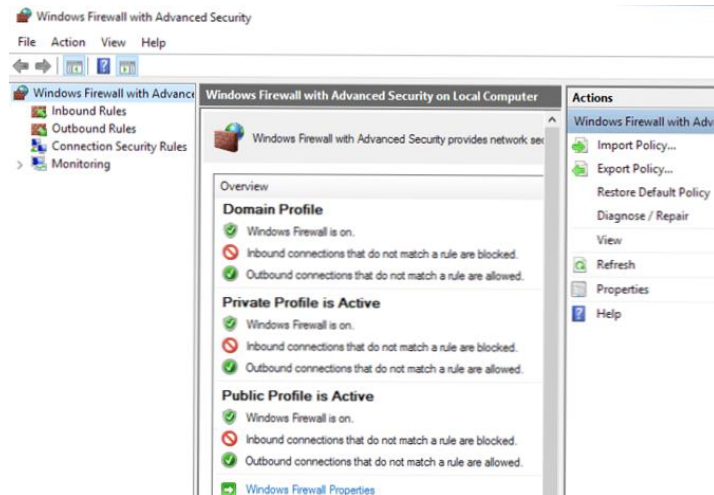 Windows Firewall with Advanced Security
File Action View Help
Windows Firewall with Advance
Inbound Rules
Outbound Rules
Connection Security Rules
Monitoring
Windows Firewall with Advanced Security on Local Computer
Windows Firewall with Advanced Security provides network sec
Overview
Domain Profile
Windows Firewall is on.
Inbound connections that do not match a rule are blocked.
Outbound connections that do not match a rule are allowed.
Private Profile is Active
Windows Firewall is on.
Inbound connections that do not match a rule are blocked.
Outbound connections that do not match a rule are allowed.
Public Profile is Active
Windows Firewall is on.
Inbound connections that do not match a rule are blocked.
Outbound connections that do not match a rule are allowed.
Windows Firewall Properties
Actions
Windows Firewall with Adv
Import Policy...
Export Policy...
Restore Default Policy
Diagnose / Repair
View
Refresh
Properties
Help